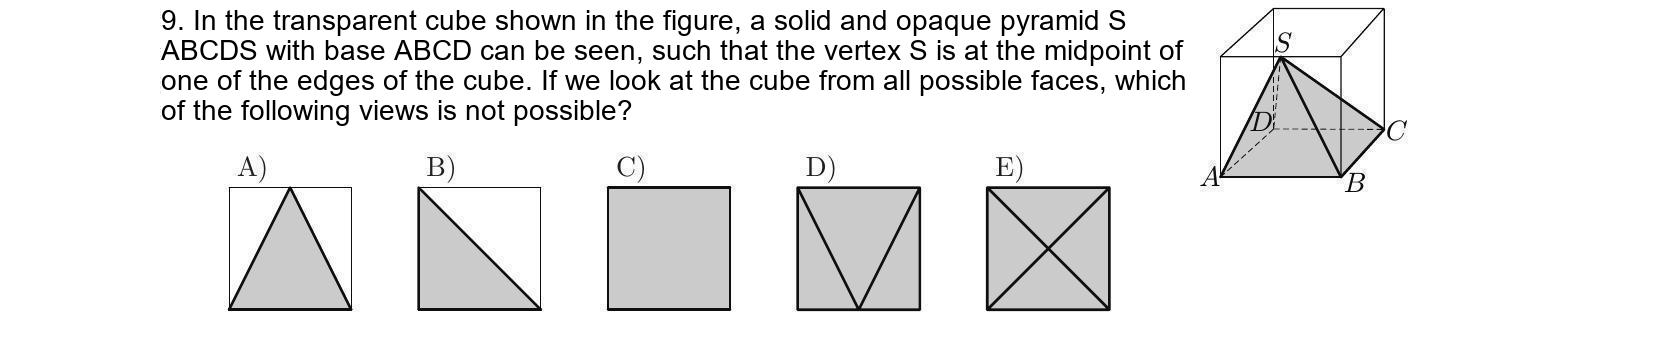 9. In the transparent cube shown in the figure, a solid and opaque pyramid S
ABCDS with base ABCD can be seen, such that the vertex S is at the midpoint of
one of the edges of the cube. If we look at the cube from all possible faces, which
of the following views is not possible?
A) B) C) D) E)
S
D
C
A
B